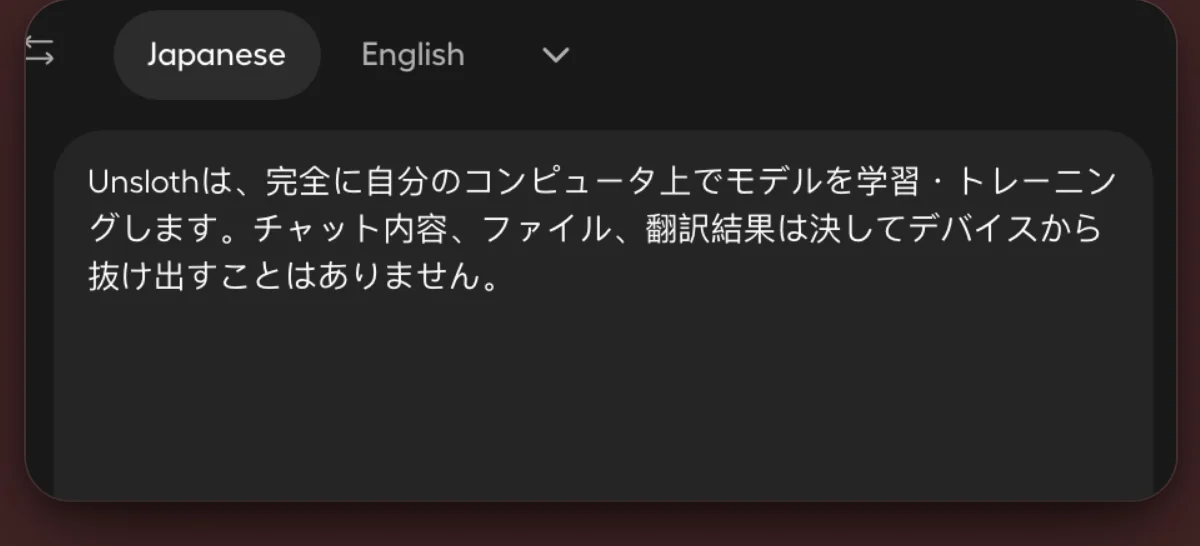 Japanese English
Unslothは、完全に自分のコンピュータ上でモデルを学習・トレーニン
グします。チャット内容、ファイル、翻訳結果は決してデバイスから
抜け出すことはありません。